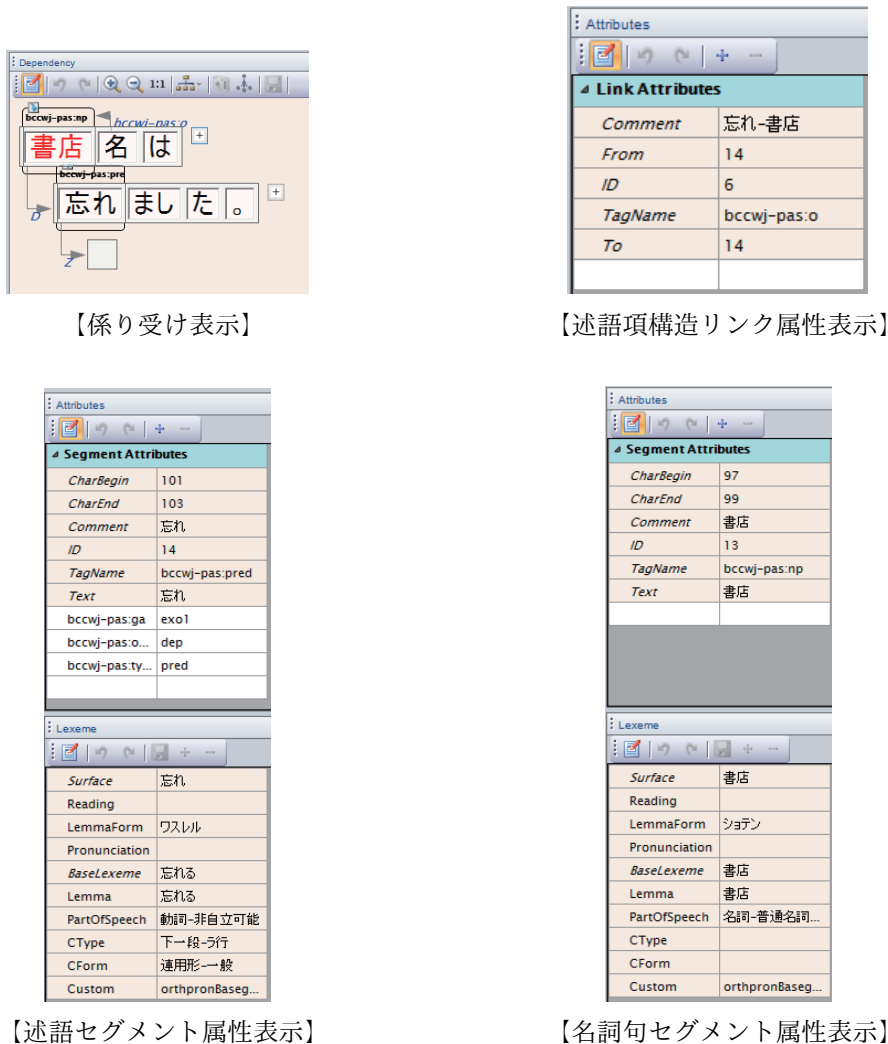 Dependency
1:1
bccwj-pas:np
bccwj-pas:o
書店 名 は
+
bccwj-pas:pre
忘れ まし た 。
+
D
Z
【係り受け表示】
Attributes
Link Attributes
Comment 忘れ-書店
From 14
ID 6
TagName bccwj-pas:o
To 14
【述語項構造リンク属性表示】
Attributes
Segment Attributes
CharBegin 101
CharEnd 103
Comment 忘れ
ID 14
TagName bccwj-pas:pred
Text 忘れ
bccwj-pas:ga exo1
bccwj-pas:o... dep
bccwj-pas:ty... pred
Lexeme
Surface 忘れ
Reading
LemmaForm ワスレル
Pronunciation
BaseLexeme 忘れる
Lemma 忘れる
PartOfSpeech 動詞-非自立可能
CType 下一段-ラ行
CForm 連用形-一般
Custom orthpronBaseg...
【述語セグメント属性表示】
Attributes
Segment Attributes
CharBegin 97
CharEnd 99
Comment 書店
ID 13
TagName bccwj-pas:np
Text 書店
Lexeme
Surface 書店
Reading
LemmaForm ショテン
Pronunciation
BaseLexeme 書店
Lemma 書店
PartOfSpeech 名詞-普通名詞...
CType
CForm
Custom orthpronBaseg...
【名詞句セグメント属性表示】